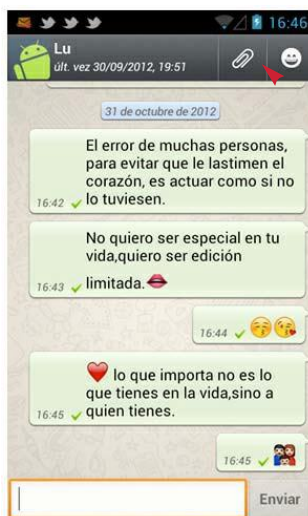 16:46
Lu
últ. vez 30/09/2012, 19:51
31 de octubre de 2012
El error de muchas personas,
para evitar que le lastimen el
corazón, es actuar como si no
16:42 lo tuviesen.
No quiero ser especial en tu
vida,quiero ser edición
16:43 limitada.
16:44
lo que importa no es lo
que tienes en la vida,sino a
16:45 quien tienes.
16:45
Enviar